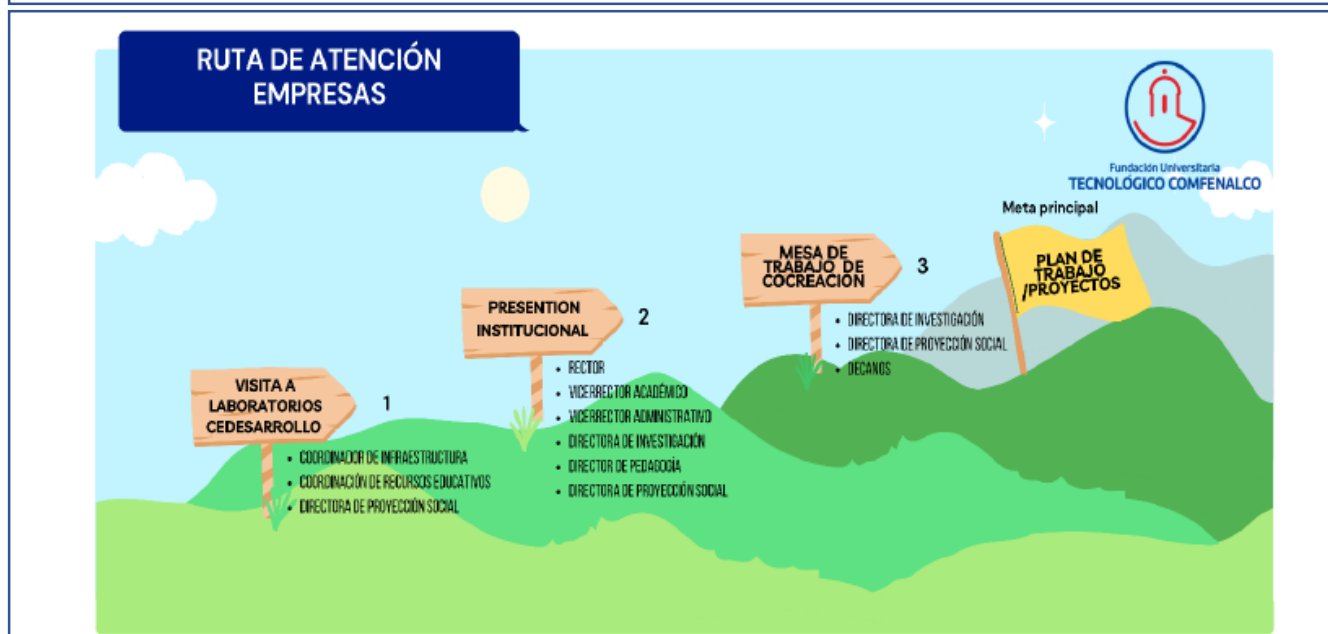 RUTA DE ATENCIÓN
EMPRESAS
Fundación Universitaria
TECNOLÓGICO COMFENALCO
Meta principal
PLAN DE
TRABAJO
/PROYECTOS
MESA DE
TRABAJO DE
COCREACIÓN
3
• DIRECTORA DE INVESTIGACIÓN
• DIRECTORA DE PROYECCIÓN SOCIAL
• DECANOS
PRESENTION
INSTITUCIONAL
2
• RECTOR
• VICERRECTOR ACADÉMICO
• VICERRECTOR ADMINISTRATIVO
• DIRECTORA DE INVESTIGACIÓN
• DIRECTOR DE PEDAGOGÍA
• DIRECTORA DE PROYECCIÓN SOCIAL
VISITA A
LABORATORIOS
CEDESARROLLO
1
• COORDINADOR DE INFRAESTRUCTURA
• COORDINACIÓN DE RECURSOS EDUCATIVOS
• DIRECTORA DE PROYECCIÓN SOCIAL